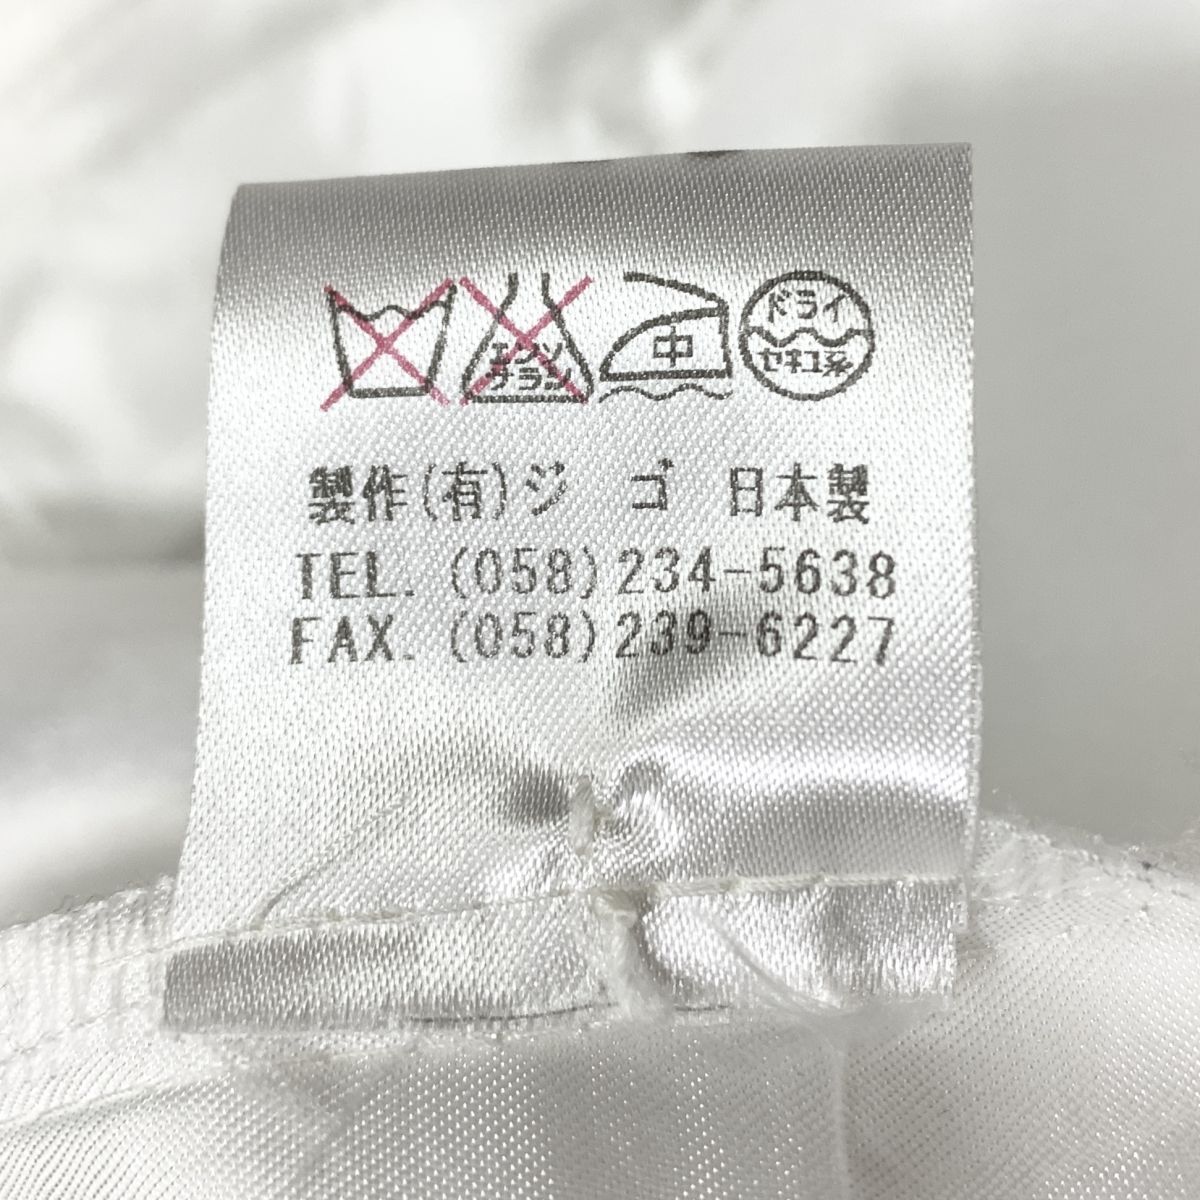 エンソ サラシ 中 ドライ セキユ系
製作(有)ジ ゴ 日本製
TEL. (058)234-5638
FAX. (058)239-6227